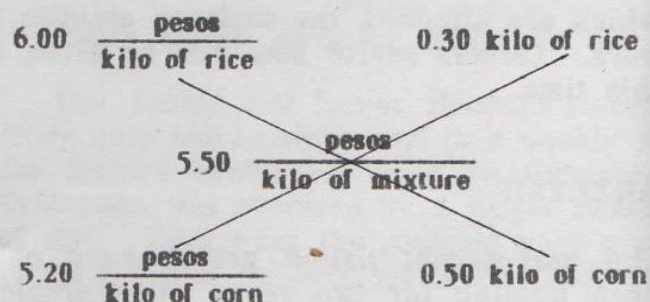 6.00 pesos
kilo of rice
0.30 kilo of rice
5.50 pesos
kilo of mixture
5.20 pesos
kilo of corn
0.50 kilo of corn